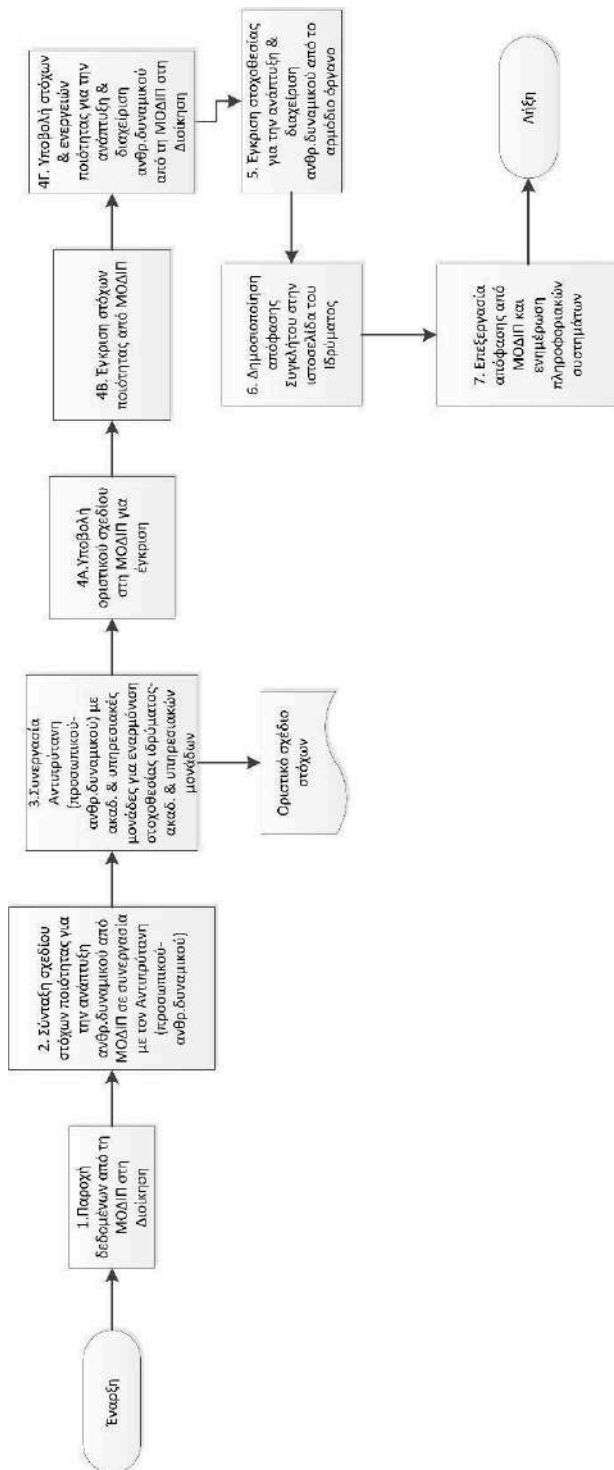 Έναρξη
1.Παροχή
δεδομένων από τη
ΜΟΔΙΠ στη
Διοίκηση
2. Σύνταξη σχεδίου
στόχων ποιότητας για
την ανάπτυξη
ανθρ.δυναμικού από
ΜΟΔΙΠ σε συνεργασία
με τον Αντιπρύτανη
(προσωπικού-
ανθρ.δυναμικού)
3.Συνεργασία
Αντιπρύτανη
(προσωπικού-
ανθρ.δυναμικού) με
ακαδ. & υπηρεσιακές
μονάδες για εναρμόνιση
στοχοθεσίας ιδρύματος-
ακαδ. & υπηρεσιακών
μονάδων
Οριστικό σχέδιο
στόχων
4Α.Υποβολή
οριστικού σχεδίου
στη ΜΟΔΙΠ για
έγκριση
4Β. Έγκριση στόχων
ποιότητας από ΜΟΔΙΠ
4Γ. Υποβολή στόχων
& ενεργειών
ποιότητας για την
ανάπτυξη &
διαχείριση
ανθρ.δυναμικού
από τη ΜΟΔΙΠ στη
Διοίκηση
5. Έγκριση στοχοθεσίας
για την ανάπτυξη &
διαχείριση
ανθρ.δυναμικού από το
αρμόδιο όργανο
6. Δημοσιοποίηση
απόφασης
Συγκλήτου στην
ιστοσελίδα του
Ιδρύματος
7. Επεξεργασία
απόφασης από
ΜΟΔΙΠ και
ενημέρωση
πληροφοριακών
συστημάτων
Λήξη